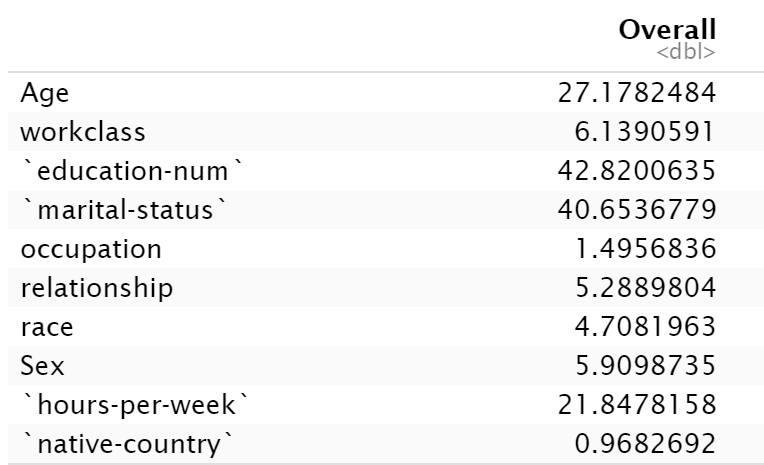 Overall
<dbl>
Age 27.1782484
workclass 6.1390591
`education-num` 42.8200635
`marital-status` 40.6536779
occupation 1.4956836
relationship 5.2889804
race 4.7081963
Sex 5.9098735
`hours-per-week` 21.8478158
`native-country` 0.9682692